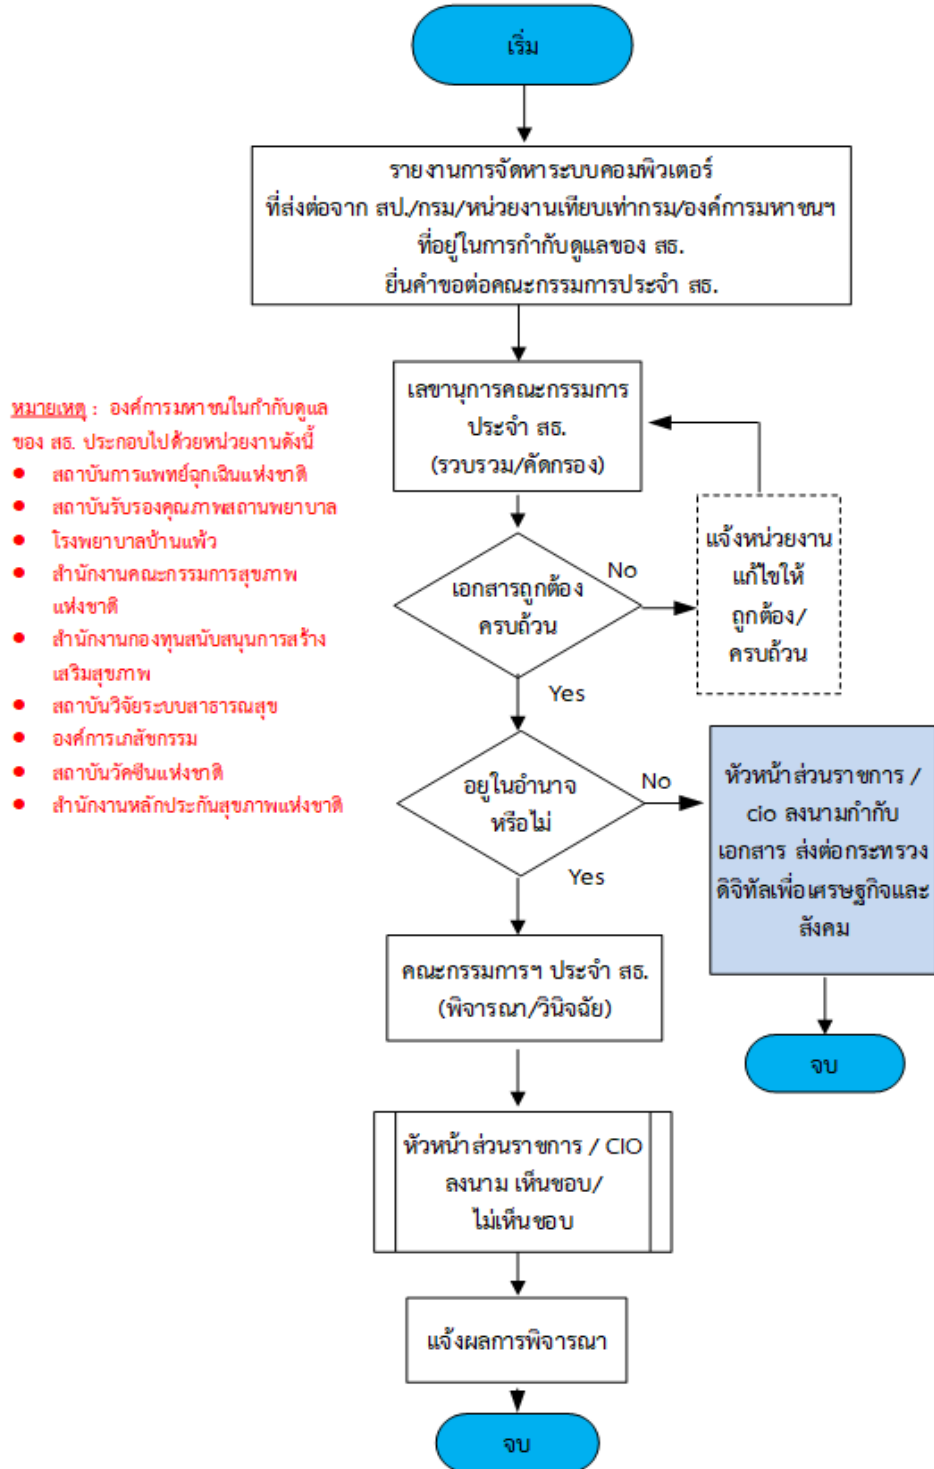 เริ่ม
รายงานการจัดหาระบบคอมพิวเตอร์
ที่ส่งต่อจาก สป./กรม/หน่วยงานเทียบเท่ากรม/องค์การมหาชนฯ
ที่อยู่ในการกำกับดูแลของ สธ.
ยื่นคำขอต่อคณะกรรมการประจำ สธ.
เลขานุการคณะกรรมการ
ประจำ สธ.
(รวบรวม/คัดกรอง)
หมายเหตุ : องค์การมหาชนในกำกับดูแล
ของ สธ. ประกอบไปด้วยหน่วยงานดังนี้
● สถาบันการแพทย์ฉุกเฉินแห่งชาติ
● สถาบันรับรองคุณภาพสถานพยาบาล
● โรงพยาบาลบ้านแพ้ว
● สำนักงานคณะกรรมการสุขภาพ
แห่งชาติ
● สำนักงานกองทุนสนับสนุนการสร้าง
เสริมสุขภาพ
● สถาบันวิจัยระบบสาธารณสุข
● องค์การเภสัชกรรม
● สถาบันวัคซีนแห่งชาติ
● สำนักงานหลักประกันสุขภาพแห่งชาติ
เอกสารถูกต้อง
ครบถ้วน
No
แจ้งหน่วยงาน
แก้ไขให้
ถูกต้อง/
ครบถ้วน
Yes
อยู่ในอำนาจ
หรือไม่
No
หัวหน้าส่วนราชการ /
cio ลงนามกำกับ
เอกสาร ส่งต่อกระทรวง
ดิจิทัลเพื่อเศรษฐกิจและ
สังคม
Yes
คณะกรรมการฯ ประจำ สธ.
(พิจารณา/วินิจฉัย)
จบ
หัวหน้าส่วนราชการ / CIO
ลงนาม เห็นชอบ/
ไม่เห็นชอบ
แจ้งผลการพิจารณา
จบ